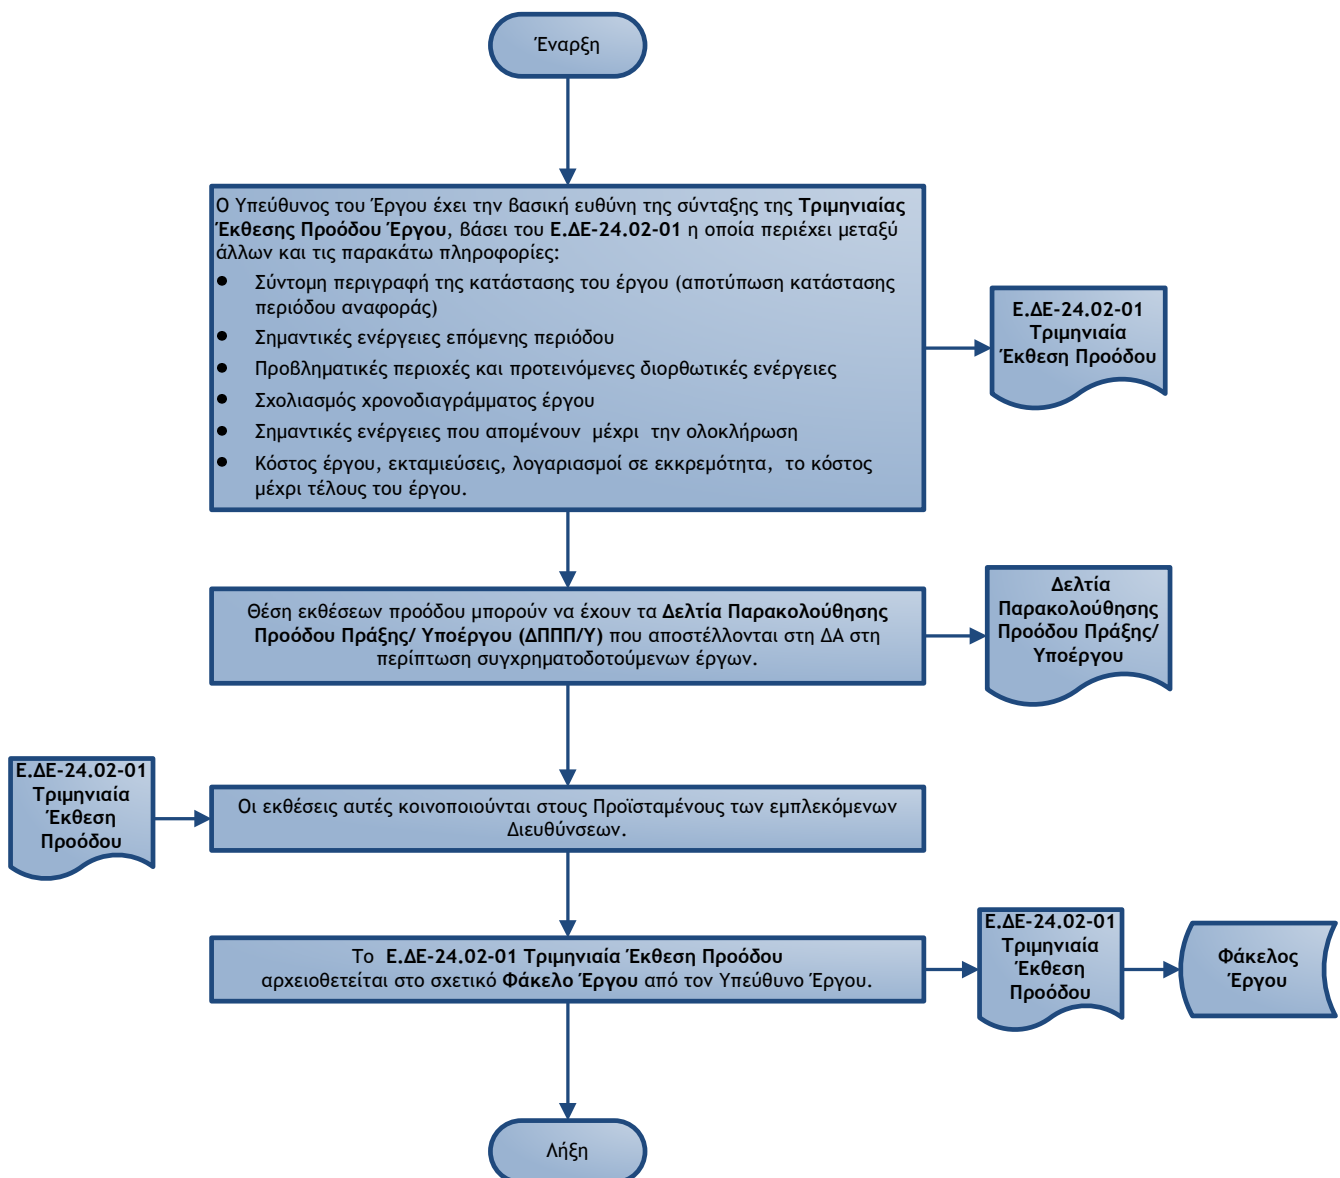 Έναρξη
Ο Υπεύθυνος του Έργου έχει την βασική ευθύνη της σύνταξης της Τριμηνιαίας
Έκθεσης Προόδου Έργου, βάσει του Ε.ΔΕ-24.02-01 η οποία περιέχει μεταξύ
άλλων και τις παρακάτω πληροφορίες:
● Σύντομη περιγραφή της κατάστασης του έργου (αποτύπωση κατάστασης
περιόδου αναφοράς)
● Σημαντικές ενέργειες επόμενης περιόδου
● Προβληματικές περιοχές και προτεινόμενες διορθωτικές ενέργειες
● Σχολιασμός χρονοδιαγράμματος έργου
● Σημαντικές ενέργειες που απομένουν μέχρι την ολοκλήρωση
● Κόστος έργου, εκταμιεύσεις, λογαριασμοί σε εκκρεμότητα, το κόστος
μέχρι τέλους του έργου.
Ε.ΔΕ-24.02-01
Τριμηνιαία
Έκθεση Προόδου
Θέση εκθέσεων προόδου μπορούν να έχουν τα Δελτία Παρακολούθησης
Προόδου Πράξης/ Υποέργου (ΔΠΠΠ/Υ) που αποστέλλονται στη ΔΑ στη
περίπτωση συγχρηματοδοτούμενων έργων.
Δελτία
Παρακολούθησης
Προόδου Πράξης/
Υποέργου
Ε.ΔΕ-24.02-01
Τριμηνιαία
Έκθεση
Προόδου
Οι εκθέσεις αυτές κοινοποιούνται στους Προϊσταμένους των εμπλεκόμενων
Διευθύνσεων.
Το Ε.ΔΕ-24.02-01 Τριμηνιαία Έκθεση Προόδου
αρχειοθετείται στο σχετικό Φάκελο Έργου από τον Υπεύθυνο Έργου.
Ε.ΔΕ-24.02-01
Τριμηνιαία
Έκθεση
Προόδου
Φάκελος
Έργου
Λήξη